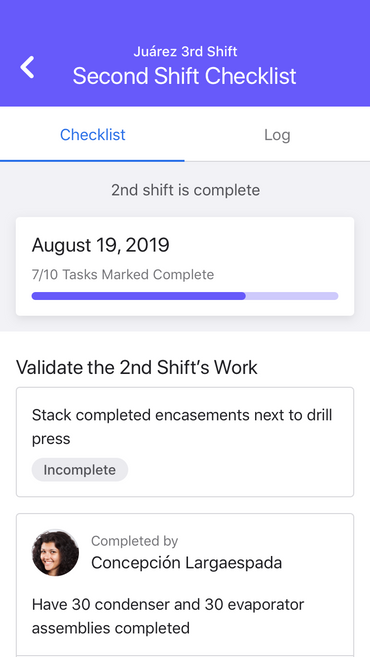 Juárez 3rd Shift
Second Shift Checklist
Checklist
Log
2nd shift is complete
August 19, 2019
7/10 Tasks Marked Complete
Validate the 2nd Shift’s Work
Stack completed encasements next to drill
press
Incomplete
Completed by
Concepción Largaespada
Have 30 condenser and 30 evaporator
assemblies completed